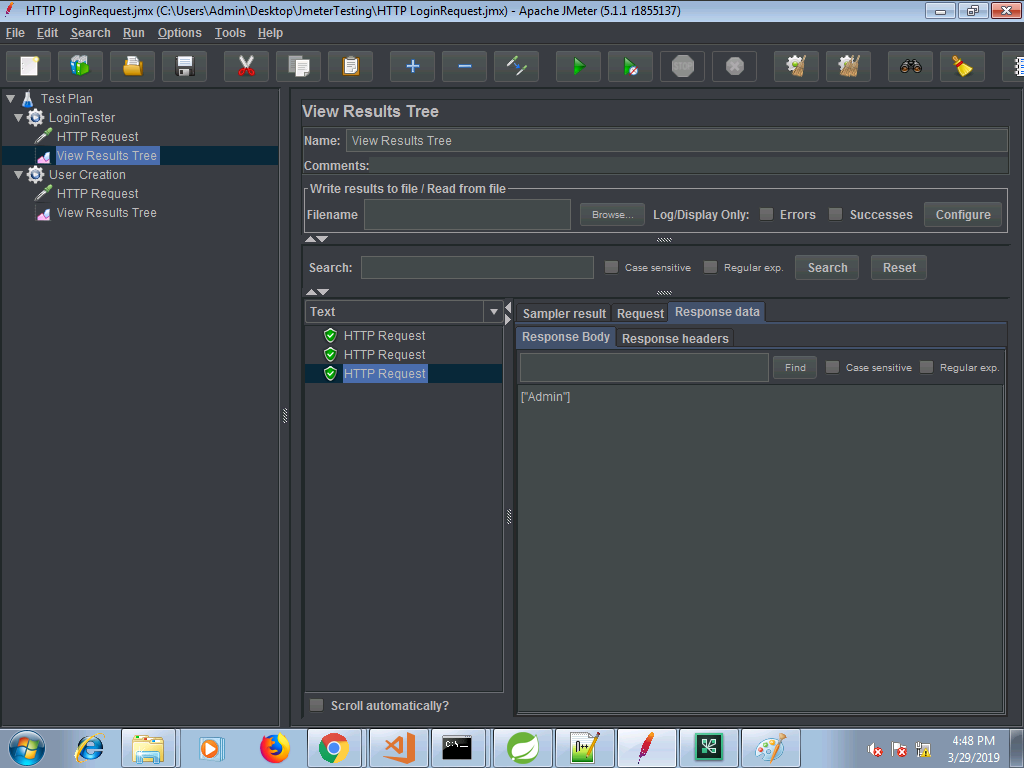 HTTP LoginRequest.jmx (C:\Users\Admin\Desktop\JmeterTesting\HTTP LoginRequest.jmx) - Apache JMeter (5.1.1 r1855137)
File Edit Search Run Options Tools Help
STOP
Test Plan
LoginTester
HTTP Request
View Results Tree
User Creation
HTTP Request
View Results Tree
View Results Tree
Name: View Results Tree
Comments:
Write results to file / Read from file
Filename Browse... Log/Display Only: Errors Successes Configure
Search: Case sensitive Regular exp. Search Reset
Text
HTTP Request
HTTP Request
HTTP Request
Scroll automatically?
Sampler result Request Response data
Response Body Response headers
Find Case sensitive Regular exp.
["Admin"]
4:48 PM
3/29/2019